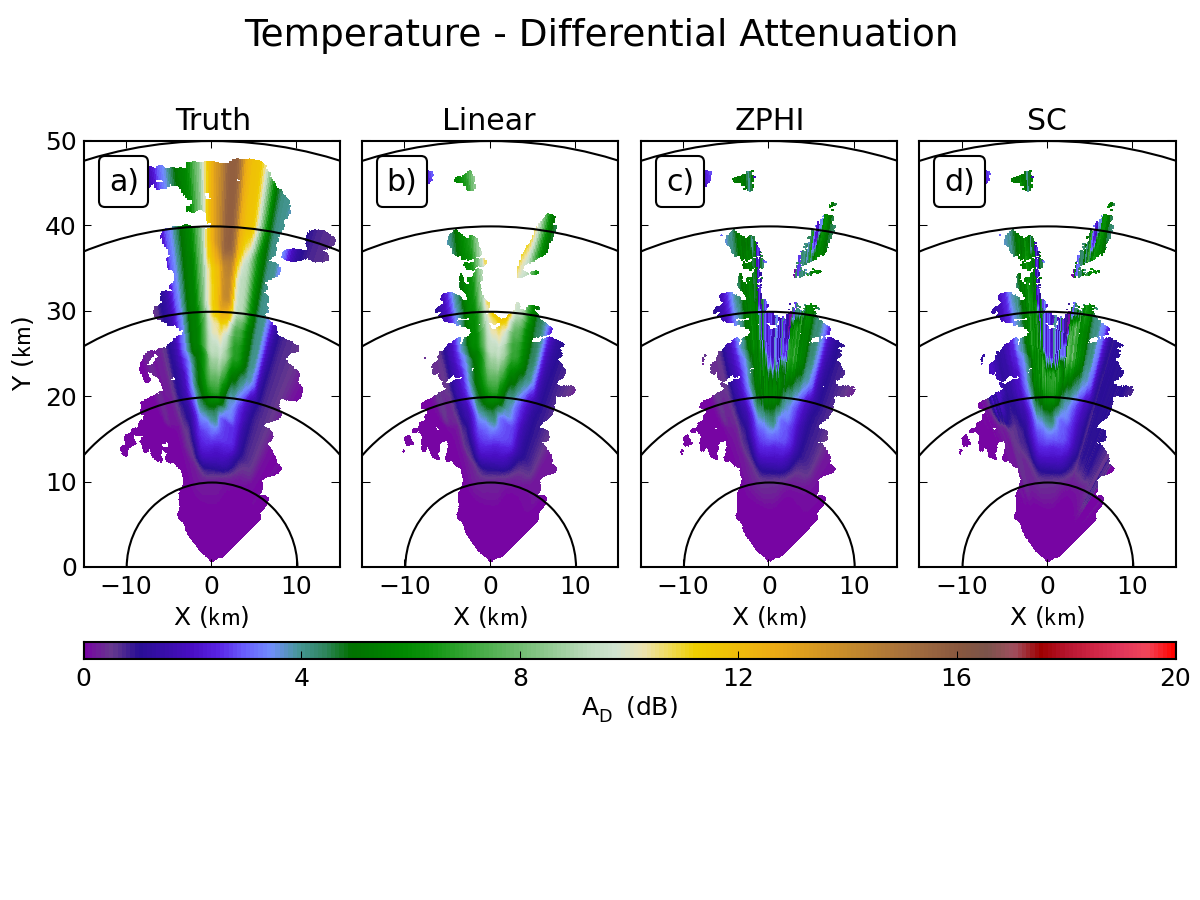 Temperature - Differential Attenuation
Truth Linear ZPHI SC
a) b) c) d)
50
40
30
20
10
0
Y (km)
−10 0 10 −10 0 10 −10 0 10 −10 0 10
X (km) X (km) X (km) X (km)
0 4 8 12 16 20
A_D (dB)